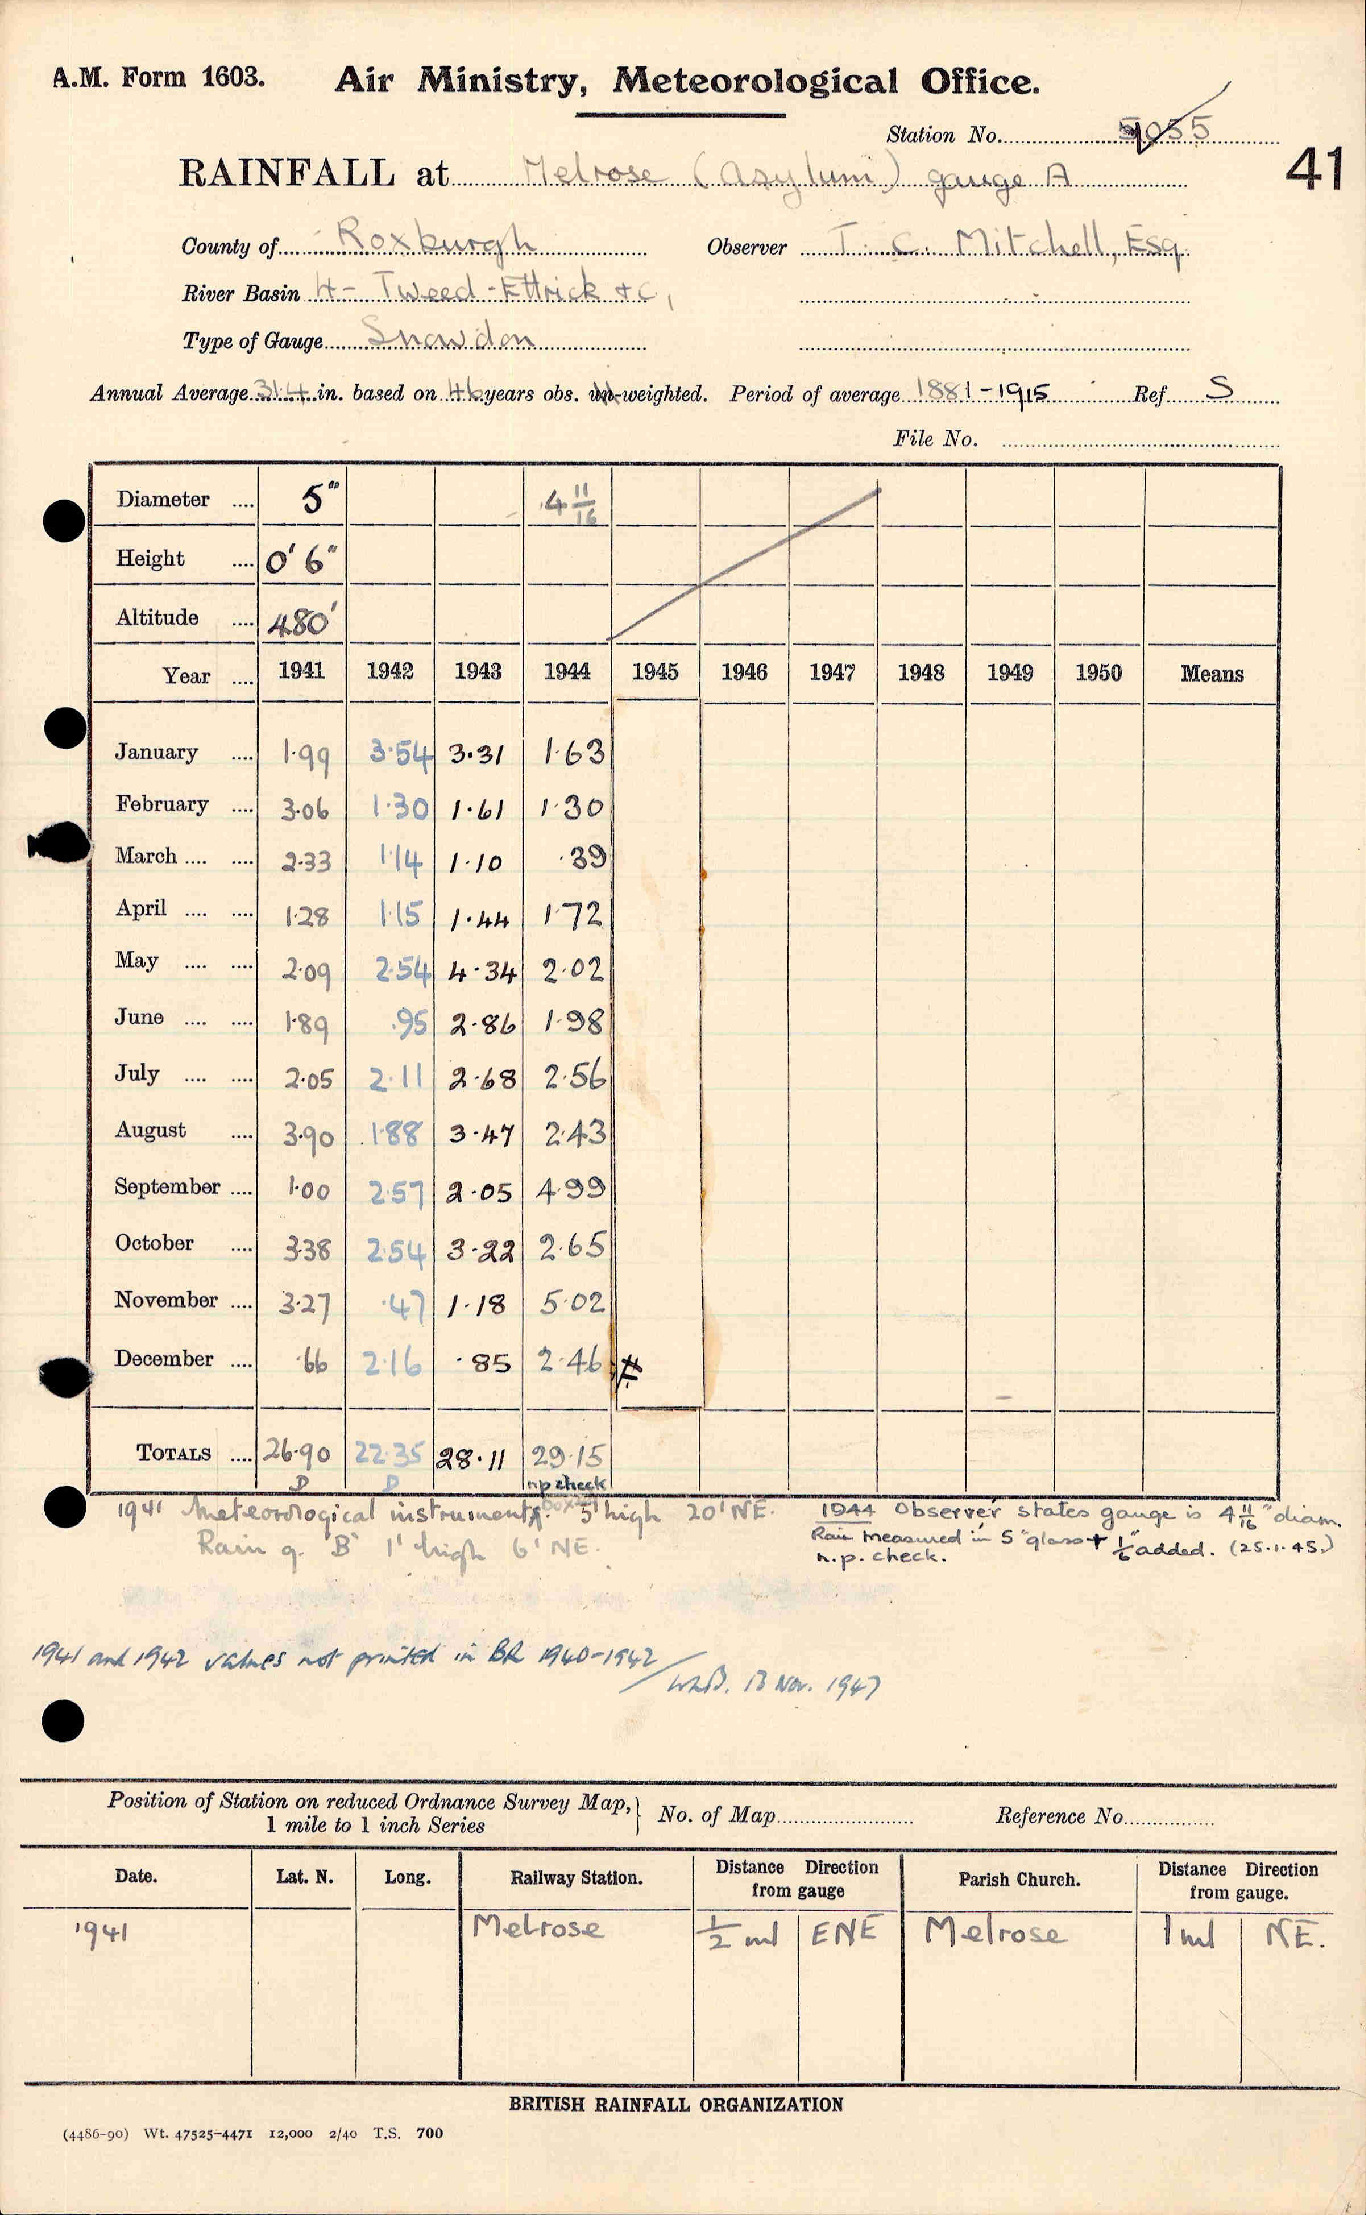 A.M. Form 1603. Air Ministry, Meteorological Office.
Station No. 9055
RAINFALL at Melrose (Asylum) gauge A
41
County of Roxburgh Observer T. C. Mitchell, Esq.
River Basin 4 - Tweed - Ettrick &c,
Type of Gauge Snowdon
Annual Average 31.4 in. based on 46 years obs. un-weighted. Period of average 1881-1915 Ref S
File No.
Diameter .... 5" 4 11/16
Height .... 0' 6"
Altitude .... 480'
Year .... 1941 1942 1943 1944 1945 1946 1947 1948 1949 1950 Means
January .... 1.99 3.54 3.31 1.63
February .... 3.06 1.30 1.61 1.30
March .... .... 2.33 1.14 1.10 .39
April .... .... 1.28 1.15 1.44 1.72
May .... .... 2.09 2.54 4.34 2.02
June .... .... 1.89 .95 2.86 1.98
July .... .... 2.05 2.11 2.68 2.56
August .... 3.90 1.88 3.47 2.43
September .... 1.00 2.57 2.05 4.99
October .... 3.38 2.54 3.22 2.65
November .... 3.27 .47 1.18 5.02
December .... .66 2.16 .85 2.46 #
TOTALS .... 26.90 22.35 28.11 29.15
D D n.p check
1941 Meteorological instruments 5' high 20' NE.
Rain g. 'B' 1' high 6' NE.
1944 Observer states gauge is 4 11/16" diam.
Rain measured in 5" glass + 1/6" added. (25.1.45.)
n.p. check.
1941 and 1942 values not printed in BR 1940-1942
13 Nov. 1947
Position of Station on reduced Ordnance Survey Map, 1 mile to 1 inch Series } No. of Map Reference No.
Date. Lat. N. Long. Railway Station. Distance Direction from gauge Parish Church. Distance Direction from gauge.
1941 Melrose 1/2 ml ENE Melrose 1 ml NE.
BRITISH RAINFALL ORGANIZATION
(4486-90) Wt. 47525-4471 12,000 2/40 T.S. 700